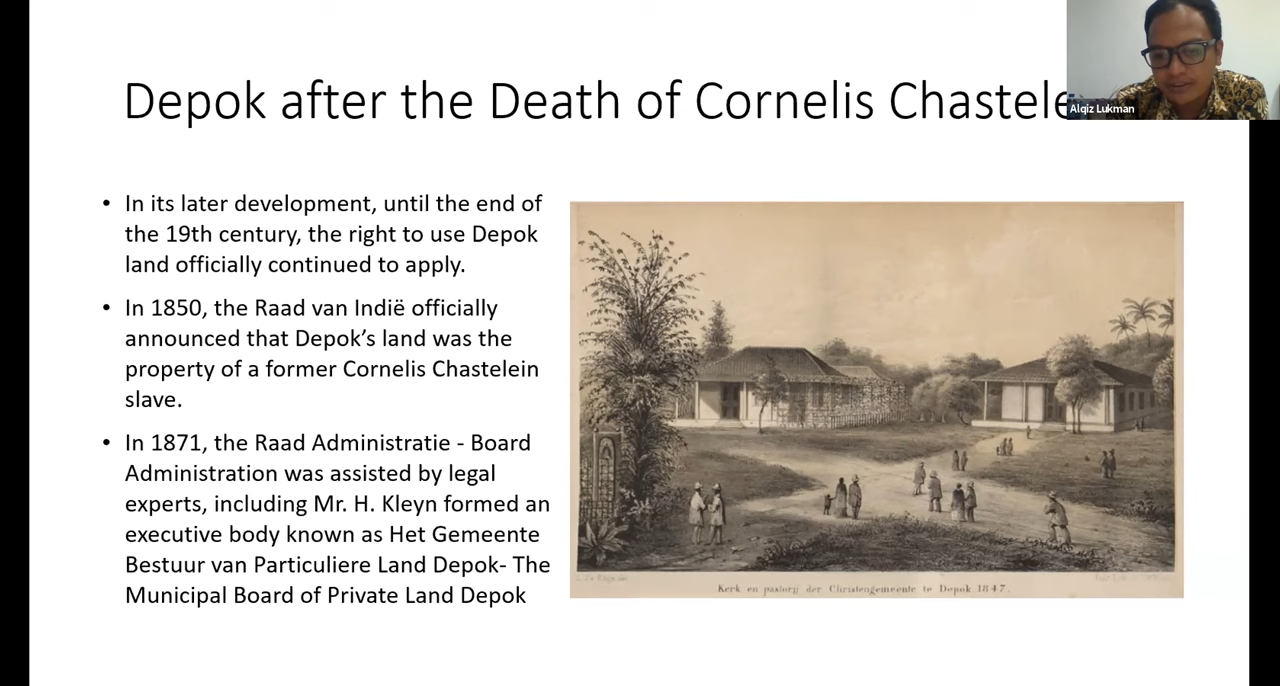 Depok after the Death of Cornelis Chastele
Alqiz Lukman
• In its later development, until the end of
the 19th century, the right to use Depok
land officially continued to apply.
• In 1850, the Raad van Indië officially
announced that Depok’s land was the
property of a former Cornelis Chastelein
slave.
• In 1871, the Raad Administratie - Board
Administration was assisted by legal
experts, including Mr. H. Kleyn formed an
executive body known as Het Gemeente
Bestuur van Particuliere Land Depok- The
Municipal Board of Private Land Depok
Kerk en pastorij der Christengemeente te Depok 1847.